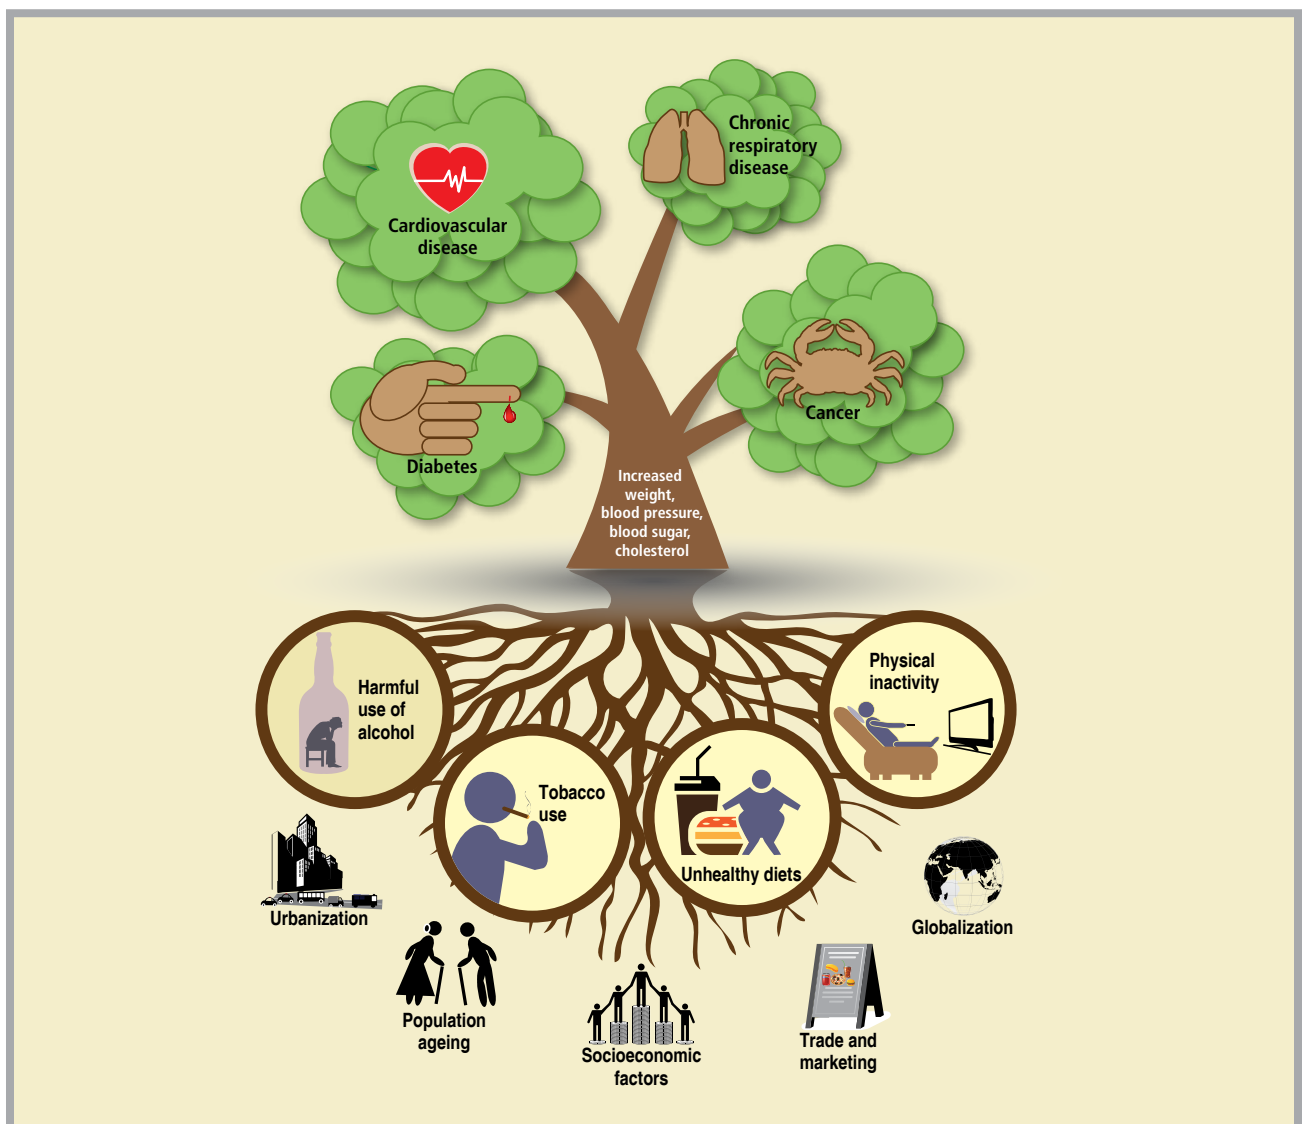 Chronic
respiratory
disease
Cardiovascular
disease
Cancer
Diabetes
Increased
weight,
blood pressure,
blood sugar,
cholesterol
Harmful
use of
alcohol
Tobacco
use
Unhealthy diets
Physical
inactivity
Urbanization
Population
ageing
Socioeconomic
factors
Trade and
marketing
Globalization